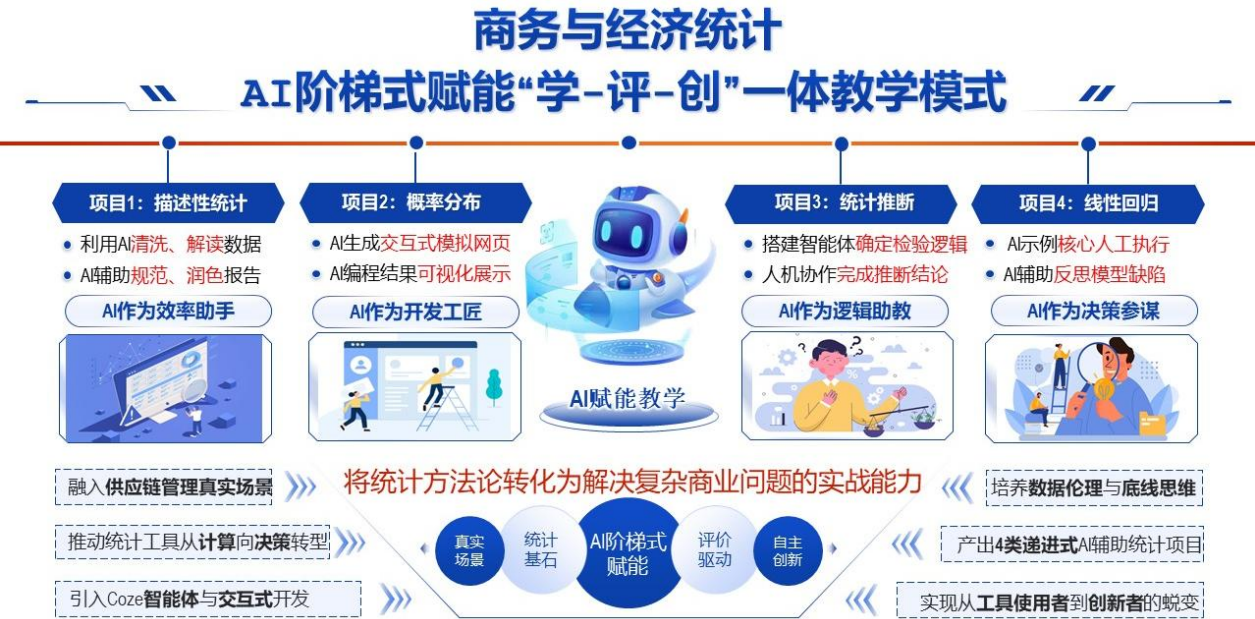 商务与经济统计
AI阶梯式赋能“学-评-创”一体教学模式
项目1：描述性统计
利用AI清洗、解读数据
AI辅助规范、润色报告
AI作为效率助手
项目2：概率分布
AI生成交互式模拟网页
AI编程结果可视化展示
AI作为开发工匠
AI赋能教学
项目3：统计推断
搭建智能体确定检验逻辑
人机协作完成推断结论
AI作为逻辑助教
项目4：线性回归
AI示例核心人工执行
AI辅助反思模型缺陷
AI作为决策参谋
融入供应链管理真实场景
推动统计工具从计算向决策转型
引入Coze智能体与交互式开发
将统计方法论转化为解决复杂商业问题的实战能力
真实
场景
统计
基石
AI阶梯式
赋能
评价
驱动
自主
创新
培养数据伦理与底线思维
产出4类递进式AI辅助统计项目
实现从工具使用者到创新者的蜕变